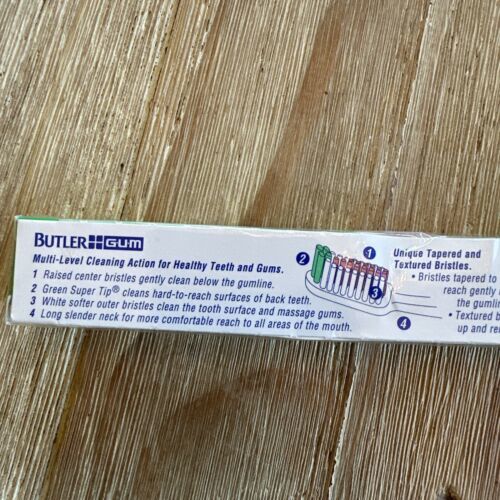 BUTLER GUM
Multi-Level Cleaning Action for Healthy Teeth and Gums.
1 Raised center bristles gently clean below the gumline.
2 Green Super Tip® cleans hard-to-reach surfaces of back teeth.
3 White softer outer bristles clean the tooth surface and massage gums.
4 Long slender neck for more comfortable reach to all areas of the mouth.
2
1
3
4
Unique Tapered and
Textured Bristles.
• Bristles tapered to
reach gently
the gumli
• Textured b
up and re